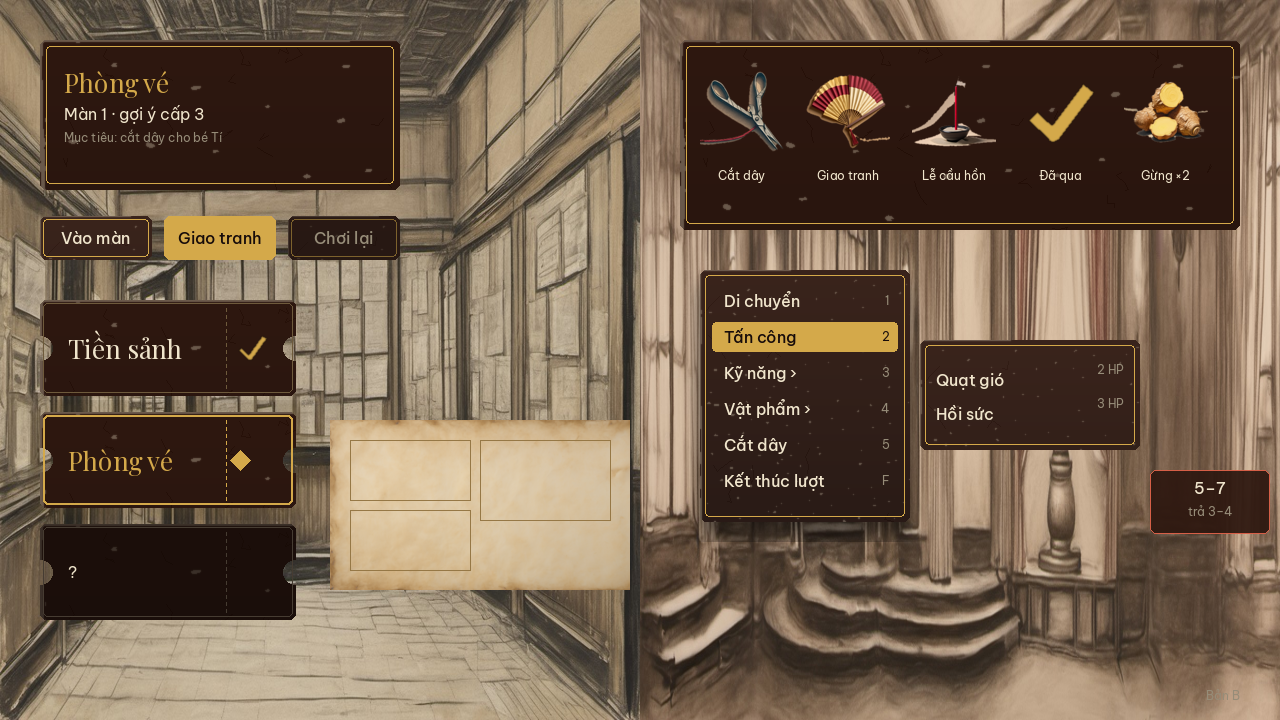 Phòng vé
Màn 1 · gợi ý cấp 3
Mục tiêu: cắt dây cho bé Tí
Vào màn
Giao tranh
Chơi lại
Tiền sảnh
Phòng vé
?
Cắt dây
Giao tranh
Lễ cầu hồn
Đã qua
Gừng ×2
Di chuyển 1
Tấn công 2
Kỹ năng › 3
Vật phẩm › 4
Cắt dây 5
Kết thúc lượt F
Quạt gió 2 HP
Hồi sức 3 HP
5–7
trả 3–4